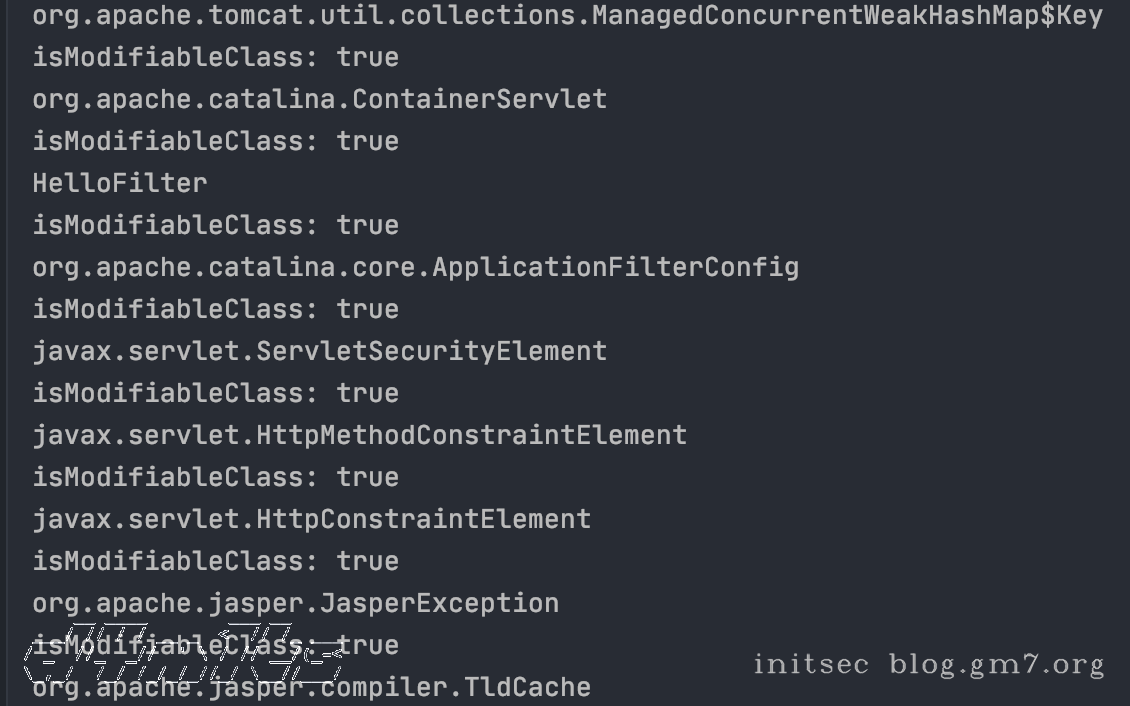 org.apache.tomcat.util.collections.ManagedConcurrentWeakHashMap$Key
isModifiableClass: true
org.apache.catalina.ContainerServlet
isModifiableClass: true
HelloFilter
isModifiableClass: true
org.apache.catalina.core.ApplicationFilterConfig
isModifiableClass: true
javax.servlet.ServletSecurityElement
isModifiableClass: true
javax.servlet.HttpMethodConstraintElement
isModifiableClass: true
javax.servlet.HttpConstraintElement
isModifiableClass: true
org.apache.jasper.JasperException
isModifiableClass: true
initsec blog.gm7.org
org.apache.jasper.compiler.TldCache